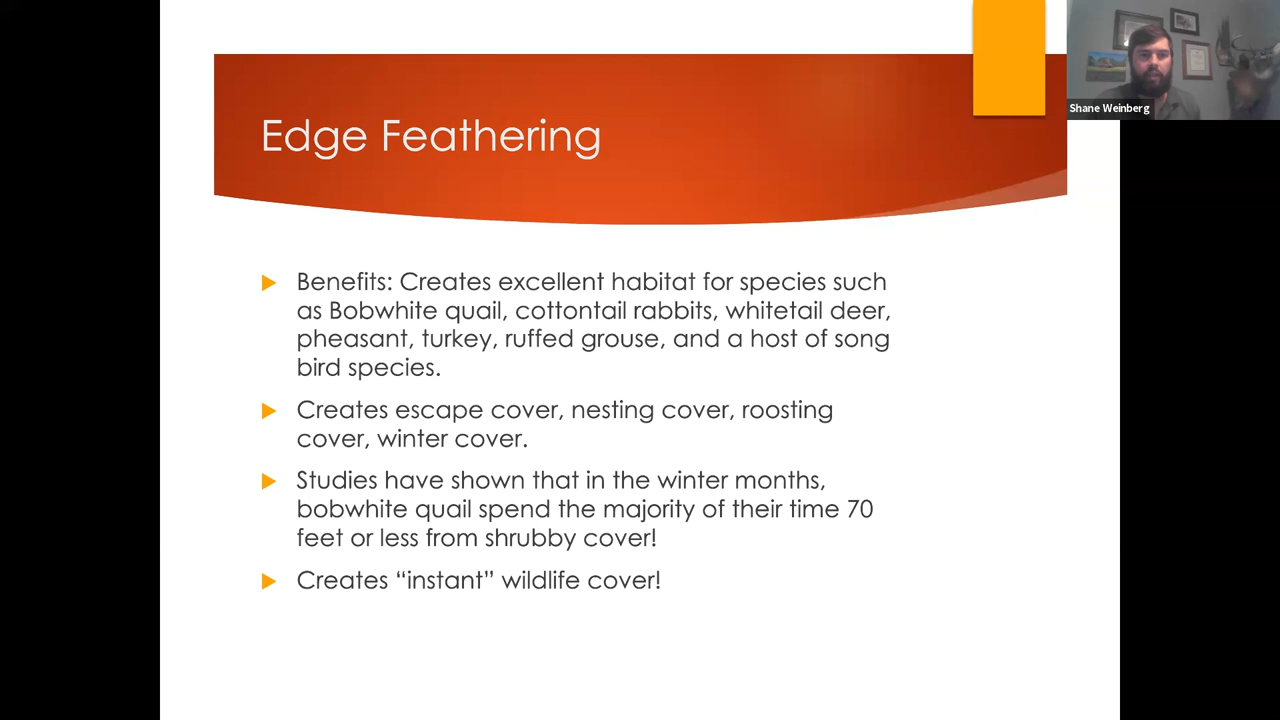 Shane Weinberg
Edge Feathering
Benefits: Creates excellent habitat for species such
as Bobwhite quail, cottontail rabbits, whitetail deer,
pheasant, turkey, ruffed grouse, and a host of song
bird species.
Creates escape cover, nesting cover, roosting
cover, winter cover.
Studies have shown that in the winter months,
bobwhite quail spend the majority of their time 70
feet or less from shrubby cover!
Creates “instant” wildlife cover!